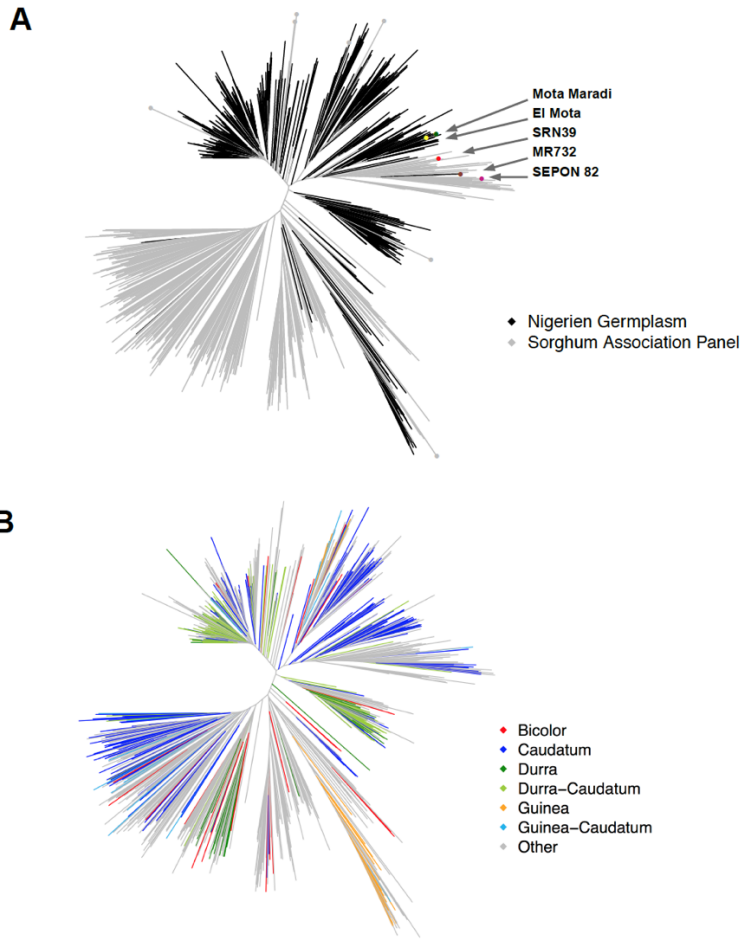 A
Mota Maradi
El Mota
SRN39
MR732
SEPON 82
Nigerien Germplasm
Sorghum Association Panel
B
Bicolor
Caudatum
Durra
Durra-Caudatum
Guinea
Guinea-Caudatum
Other